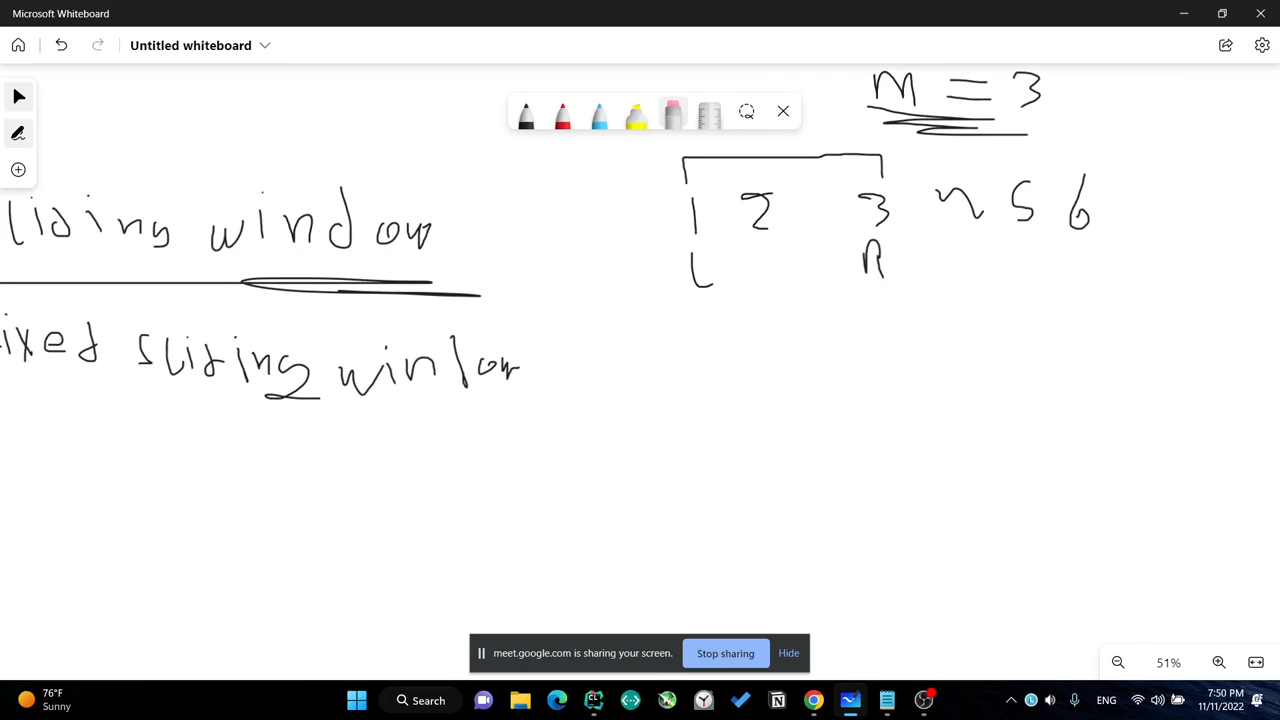 Microsoft Whiteboard
Untitled whiteboard
M = 3
1 2 3 4 5 6
L R
liding window
ixed sliding window
meet.google.com is sharing your screen.
Stop sharing
Hide
51%
76°F
Sunny
Search
ENG
7:50 PM
11/11/2022